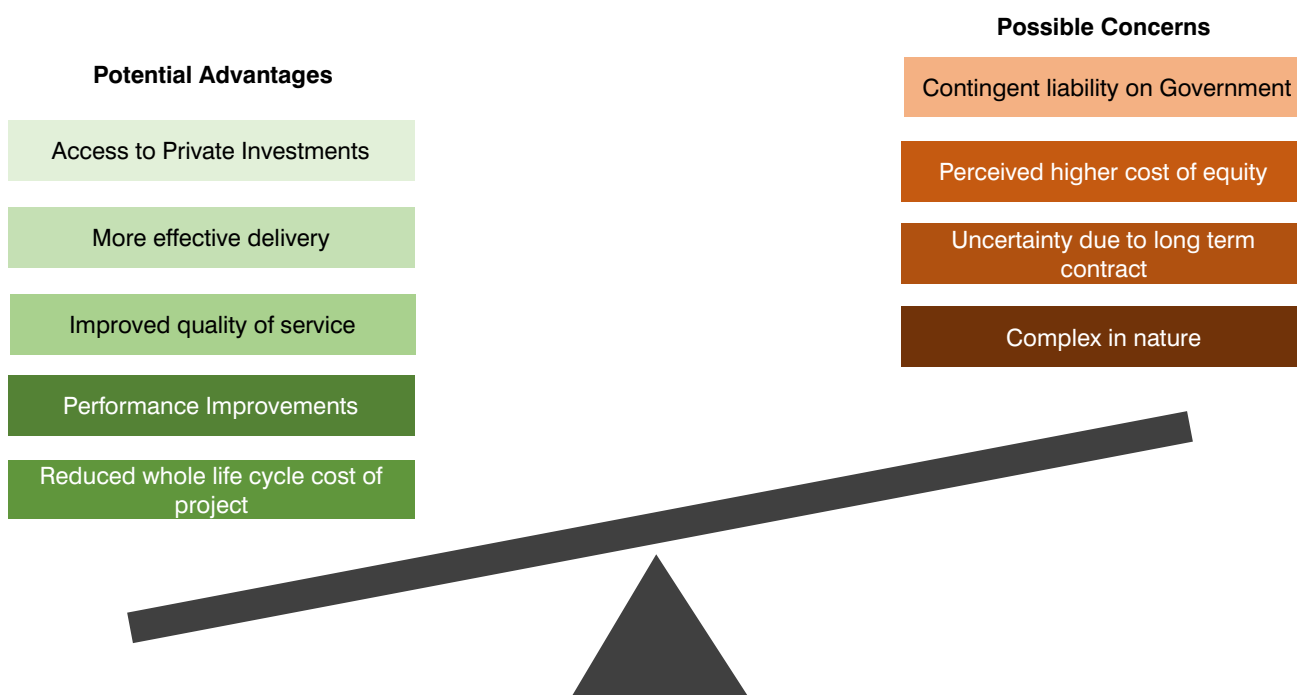 Potential Advantages
Access to Private Investments
More effective delivery
Improved quality of service
Performance Improvements
Reduced whole life cycle cost of
project
Possible Concerns
Contingent liability on Government
Perceived higher cost of equity
Uncertainty due to long term
contract
Complex in nature